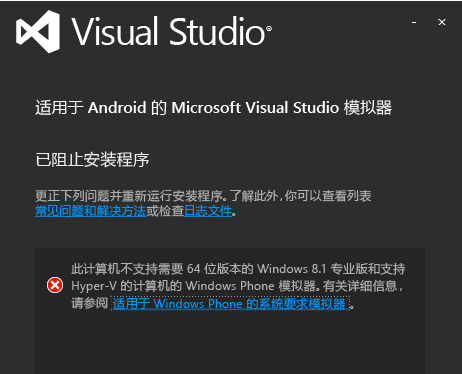 Visual Studio®
适用于 Android 的 Microsoft Visual Studio 模拟器
已阻止安装程序
更正下列问题并重新运行安装程序。了解此外,你可以查看列表
常见问题和解决方法或检查日志文件。
此计算机不支持需要 64 位版本的 Windows 8.1 专业版和支持
Hyper-V 的计算机的 Windows Phone 模拟器。有关详细信息,
请参阅 适用于 Windows Phone 的系统要求模拟器 。